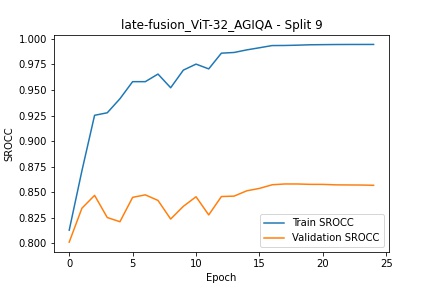 late-fusion_ViT-32_AGIQA - Split 9
1.000
0.975
0.950
0.925
0.900
0.875
0.850
0.825
0.800
SROCC
0 5 10 15 20 25
Epoch
Train SROCC
Validation SROCC